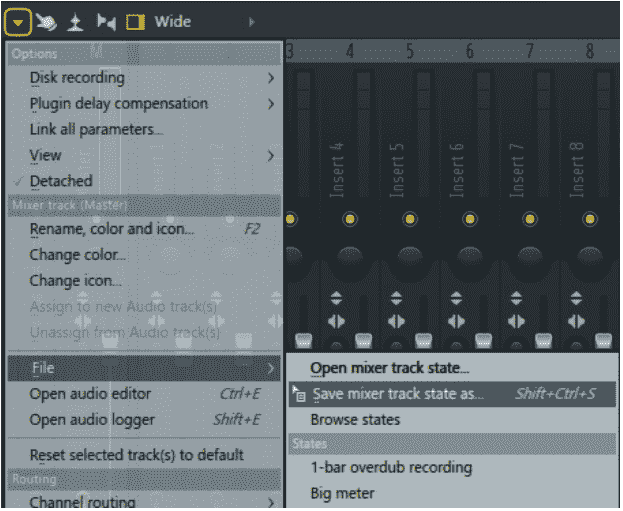 Wide
Options
Disk recording
Plugin delay compensation
Link all parameters...
View
Detached
Mixer track (Master)
Rename, color and icon... F2
Change color...
Change icon...
Assign to new Audio track(s)
Unassign from Audio track(s)
File
Open audio editor Ctrl+E
Open audio logger Shift+E
Reset selected track(s) to default
Routing
Channel routing
3 4 5 6 7 8
Insert 4
Insert 5
Insert 6
Insert 7
Insert 8
Open mixer track state...
Save mixer track state as... Shift+Ctrl+S
Browse states
States
1-bar overdub recording
Big meter